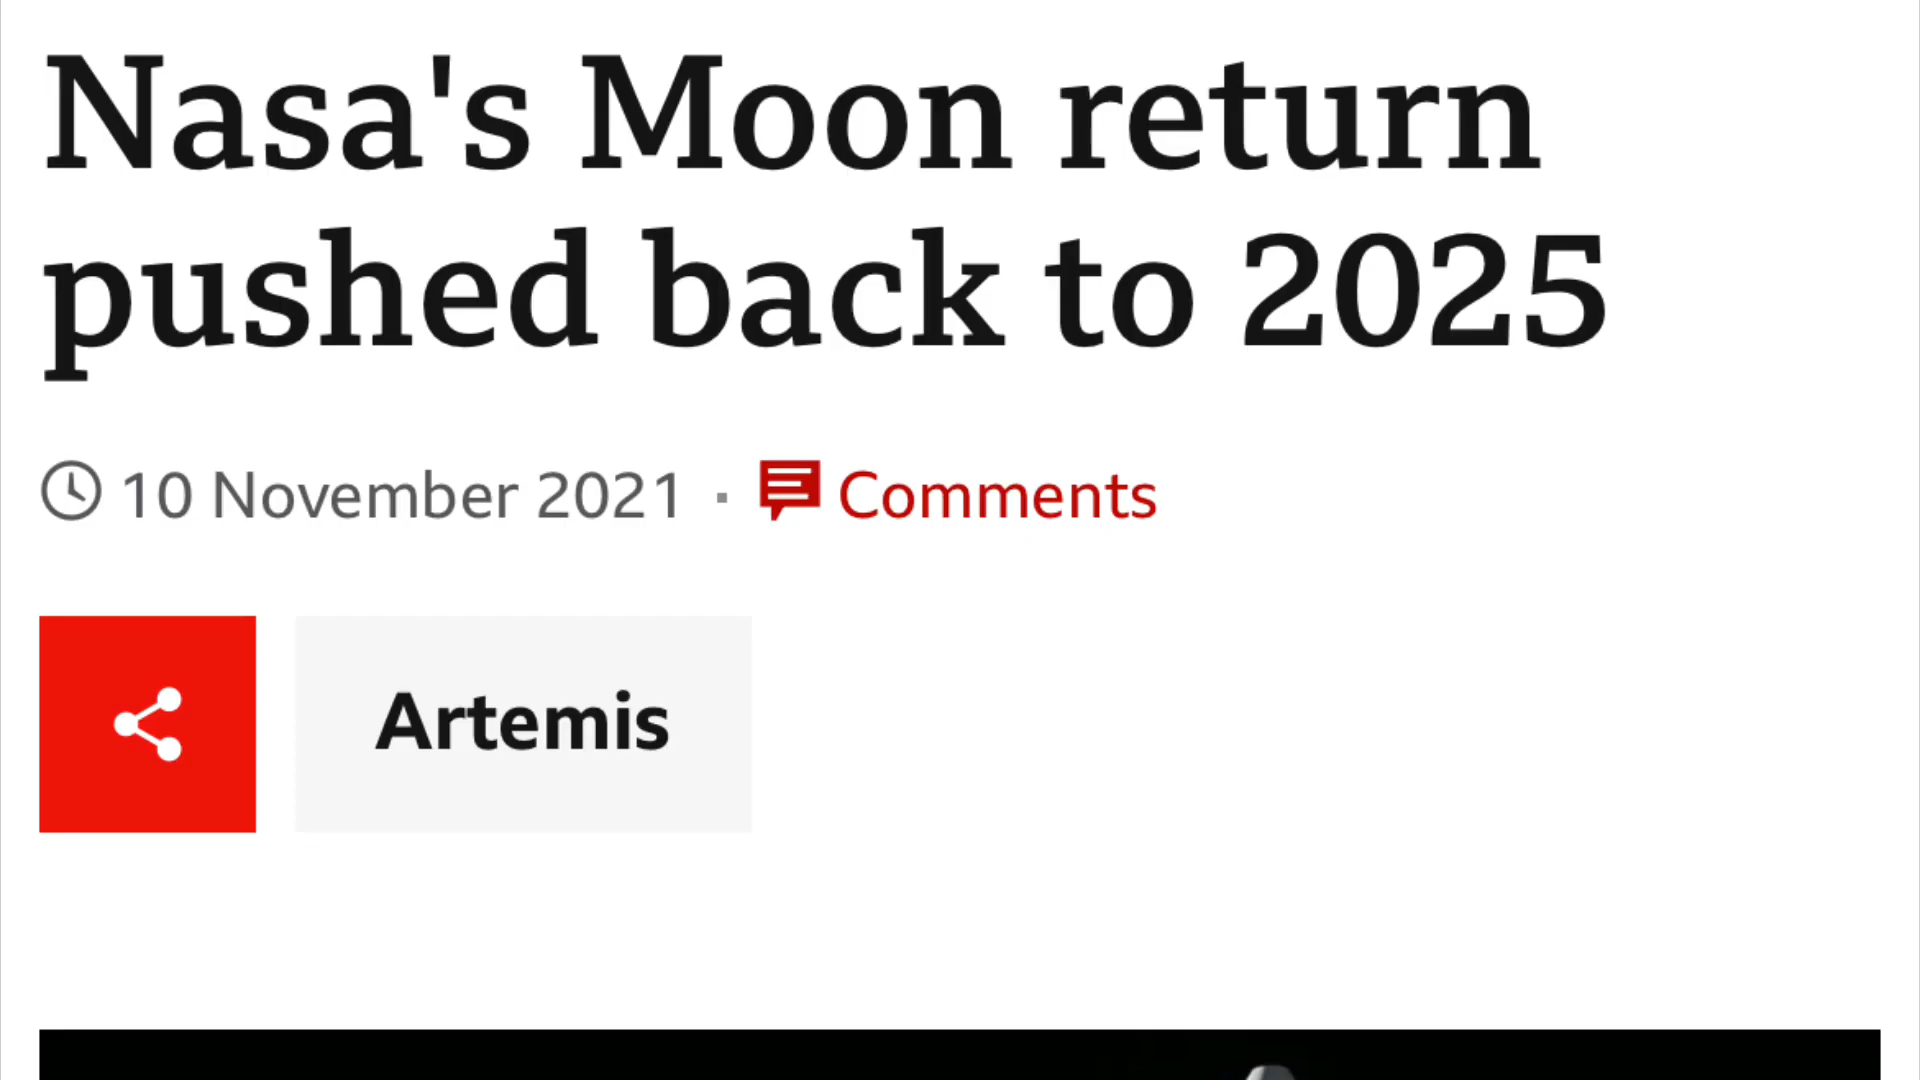 Nasa's Moon return
pushed back to 2025
10 November 2021 · Comments
Artemis